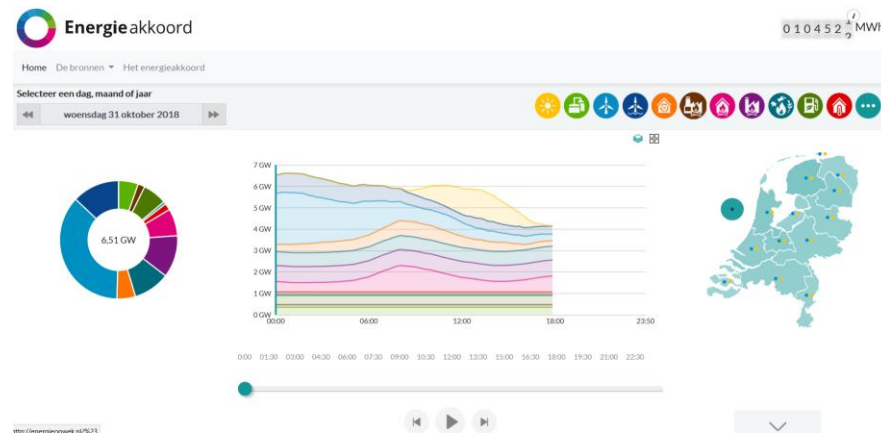 Energieakkoord
010452 MWh
Home De bronnen Het energieakkoord
Selecteer een dag, maand of jaar
woensdag 31 oktober 2018
7 GW
6 GW
5 GW
4 GW
3 GW
2 GW
1 GW
0 GW
6,51 GW
00:00 06:00 12:00 18:00 23:50
0:00 01:30 03:00 04:30 06:00 07:30 09:00 10:30 12:00 13:30 15:00 16:30 18:00 19:30 21:00 22:30